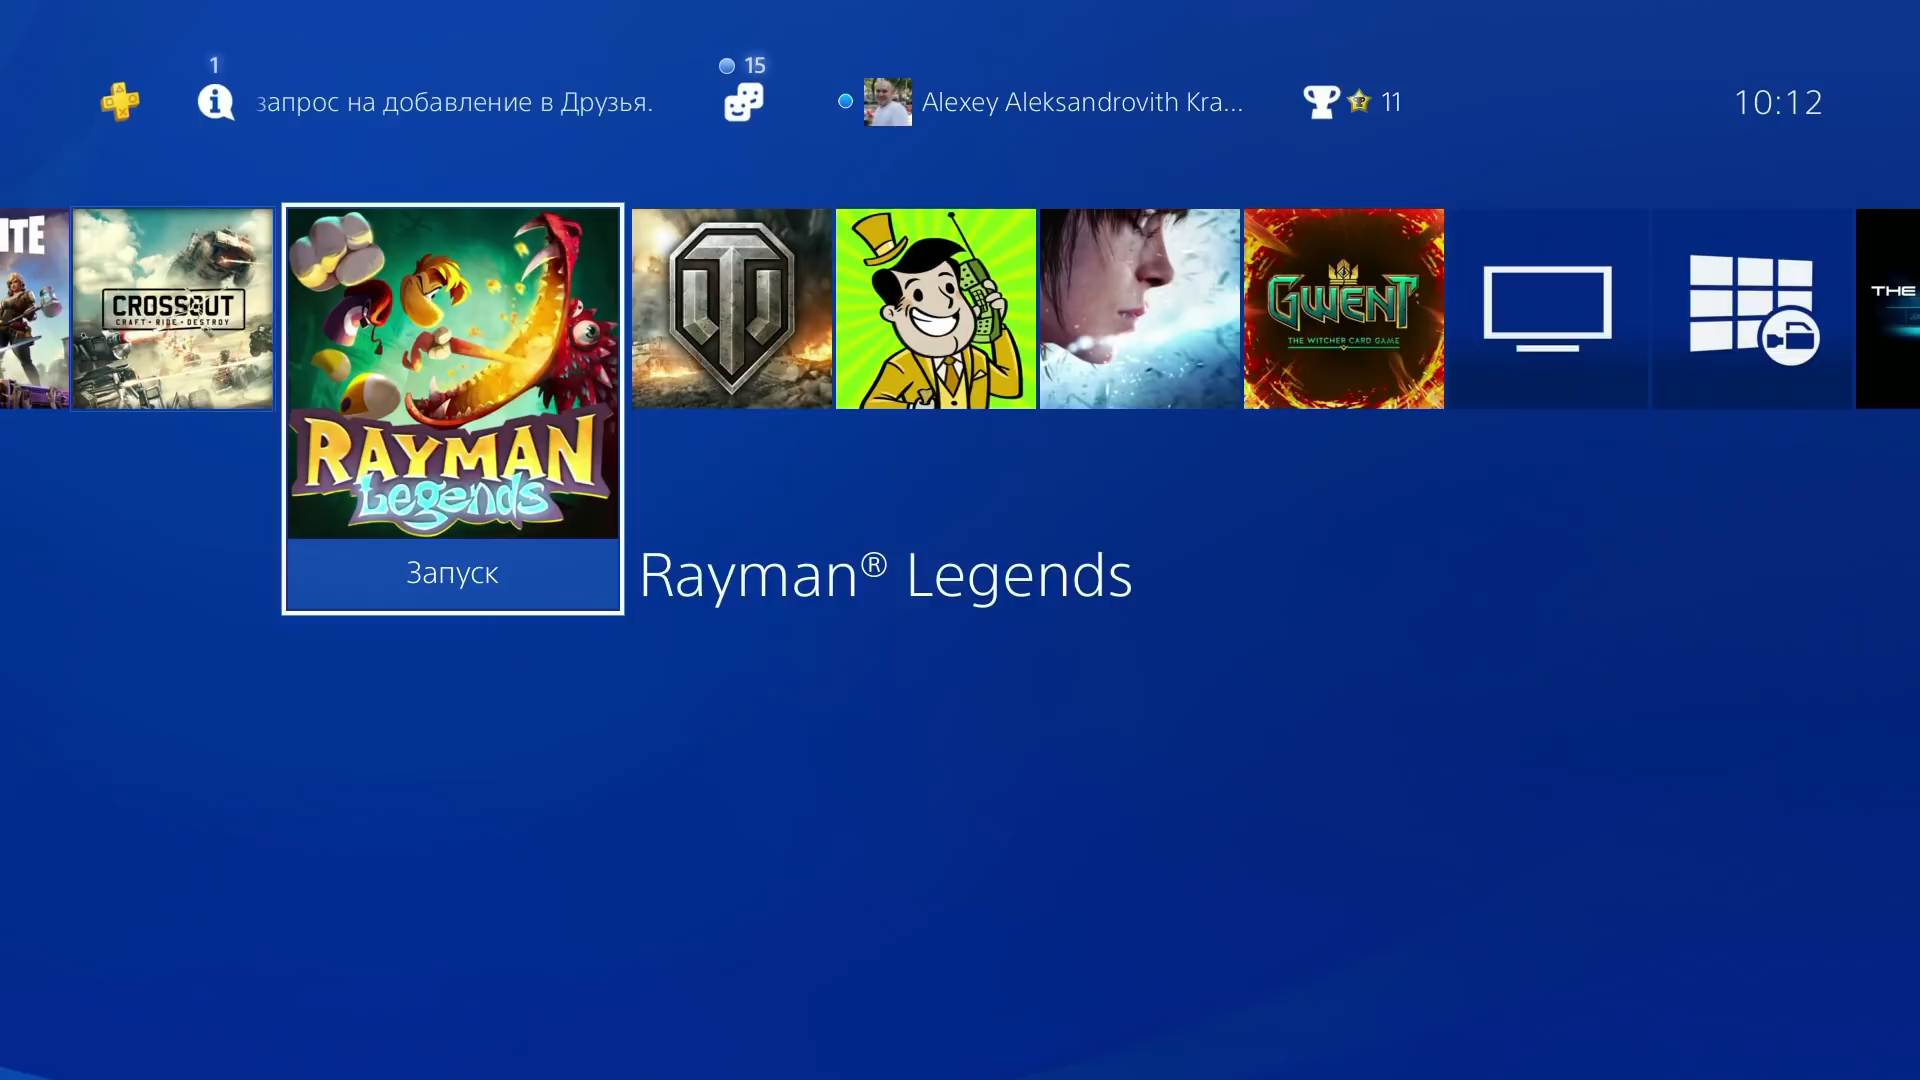 1
запрос на добавление в Друзья.
15
Alexey Aleksandrovith Kra...
11
10:12
ITE
CROSSOUT
CRAFT • RIDE • DESTROY
RAYMAN
Legends
GWENT
THE WITCHER CARD GAME
THE
Запуск
Rayman® Legends